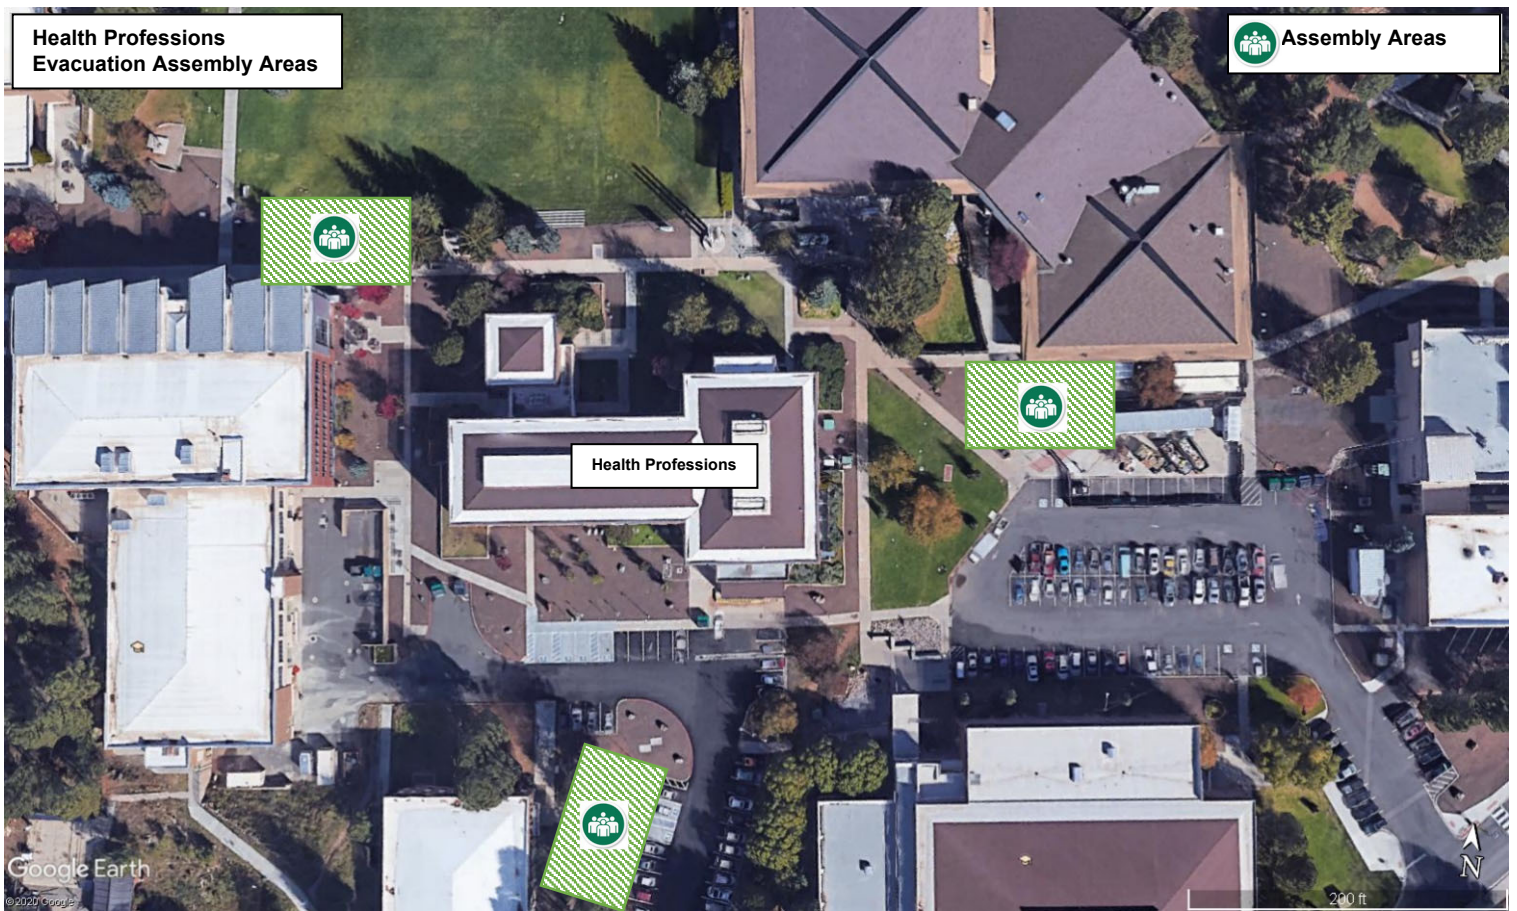 Health Professions
Evacuation Assembly Areas
Assembly Areas
Health Professions
Google Earth
©2020 Google
N
200 ft